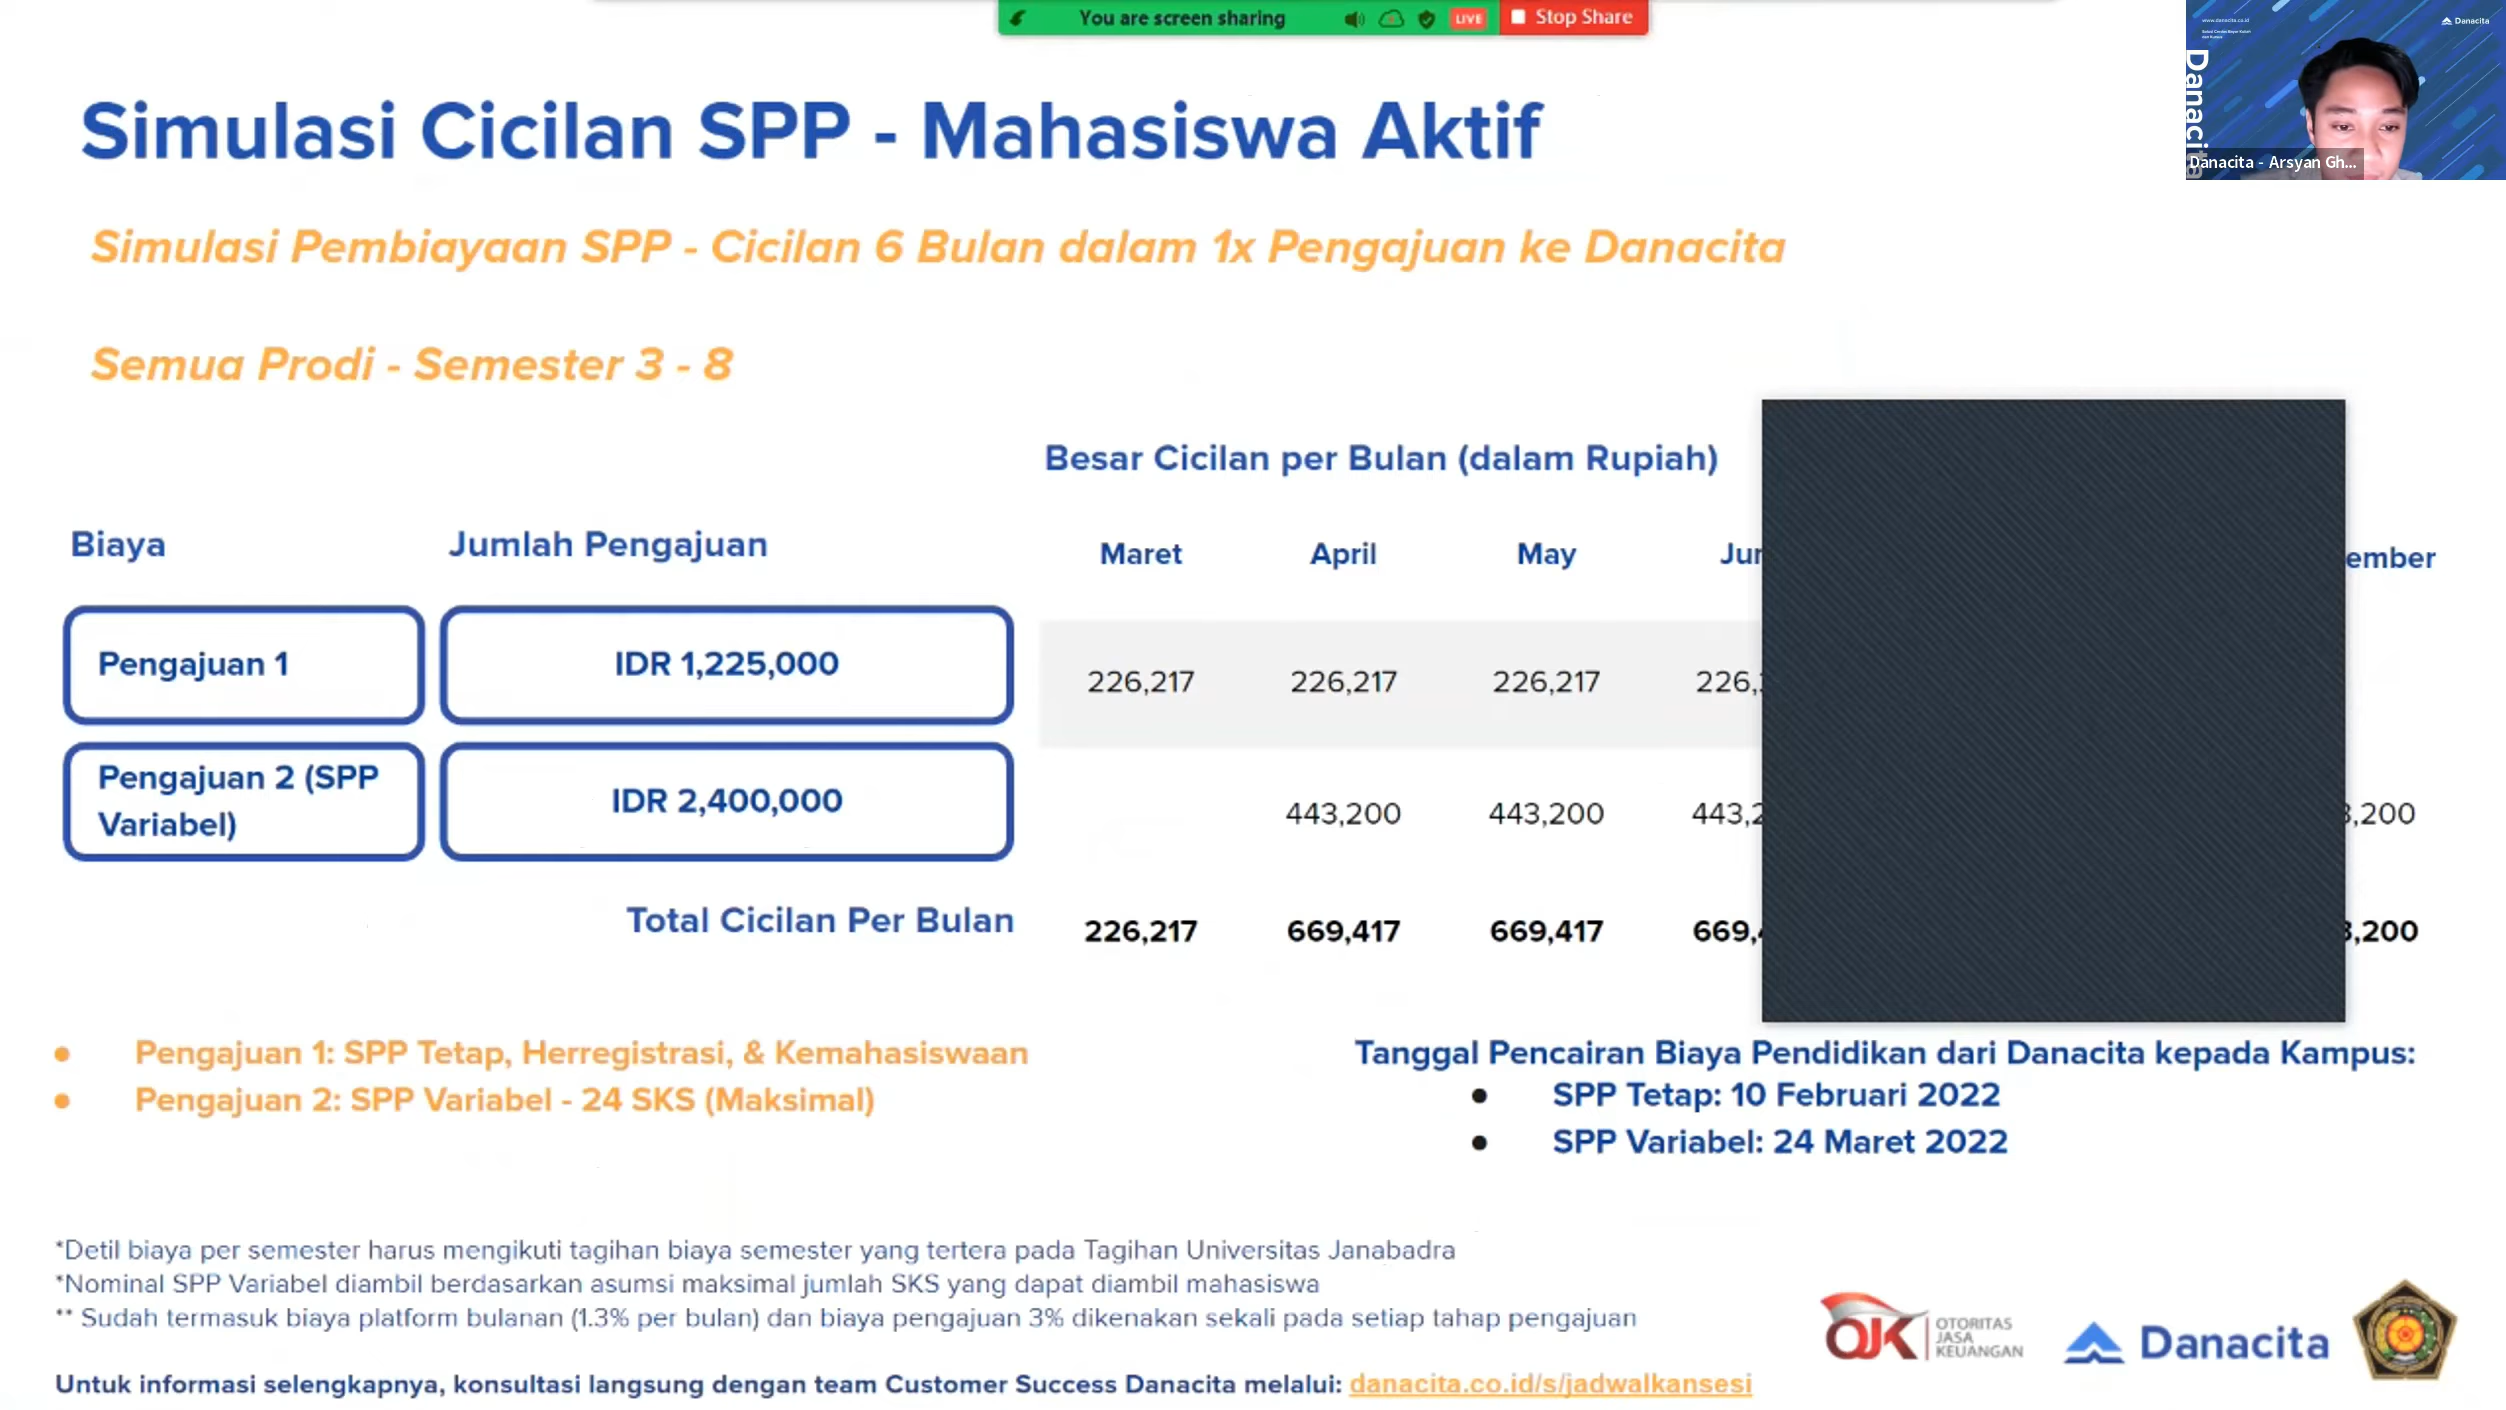 You are screen sharing
LIVE
Stop Share
www.danacita.co.id
Danacita
Danacita
Danacita - Arsyan Gh...
Simulasi Cicilan SPP - Mahasiswa Aktif
Simulasi Pembiayaan SPP - Cicilan 6 Bulan dalam 1x Pengajuan ke Danacita
Semua Prodi - Semester 3 - 8
Besar Cicilan per Bulan (dalam Rupiah)
Biaya Jumlah Pengajuan Maret April May
Pengajuan 1 IDR 1,225,000 226,217 226,217 226,217
Pengajuan 2 (SPP
Variabel)
IDR 2,400,000 443,200 443,200
Total Cicilan Per Bulan 226,217 669,417 669,417
• Pengajuan 1: SPP Tetap, Herregistrasi, & Kemahasiswaan
• Pengajuan 2: SPP Variabel - 24 SKS (Maksimal)
Tanggal Pencairan Biaya Pendidikan dari Danacita kepada Kampus:
• SPP Tetap: 10 Februari 2022
• SPP Variabel: 24 Maret 2022
*Detil biaya per semester harus mengikuti tagihan biaya semester yang tertera pada Tagihan Universitas Janabadra
*Nominal SPP Variabel diambil berdasarkan asumsi maksimal jumlah SKS yang dapat diambil mahasiswa
** Sudah termasuk biaya platform bulanan (1.3% per bulan) dan biaya pengajuan 3% dikenakan sekali pada setiap tahap pengajuan
Untuk informasi selengkapnya, konsultasi langsung dengan team Customer Success Danacita melalui: danacita.co.id/s/jadwalkansesi
OJK
OTORITAS
JASA
KEUANGAN
Danacita